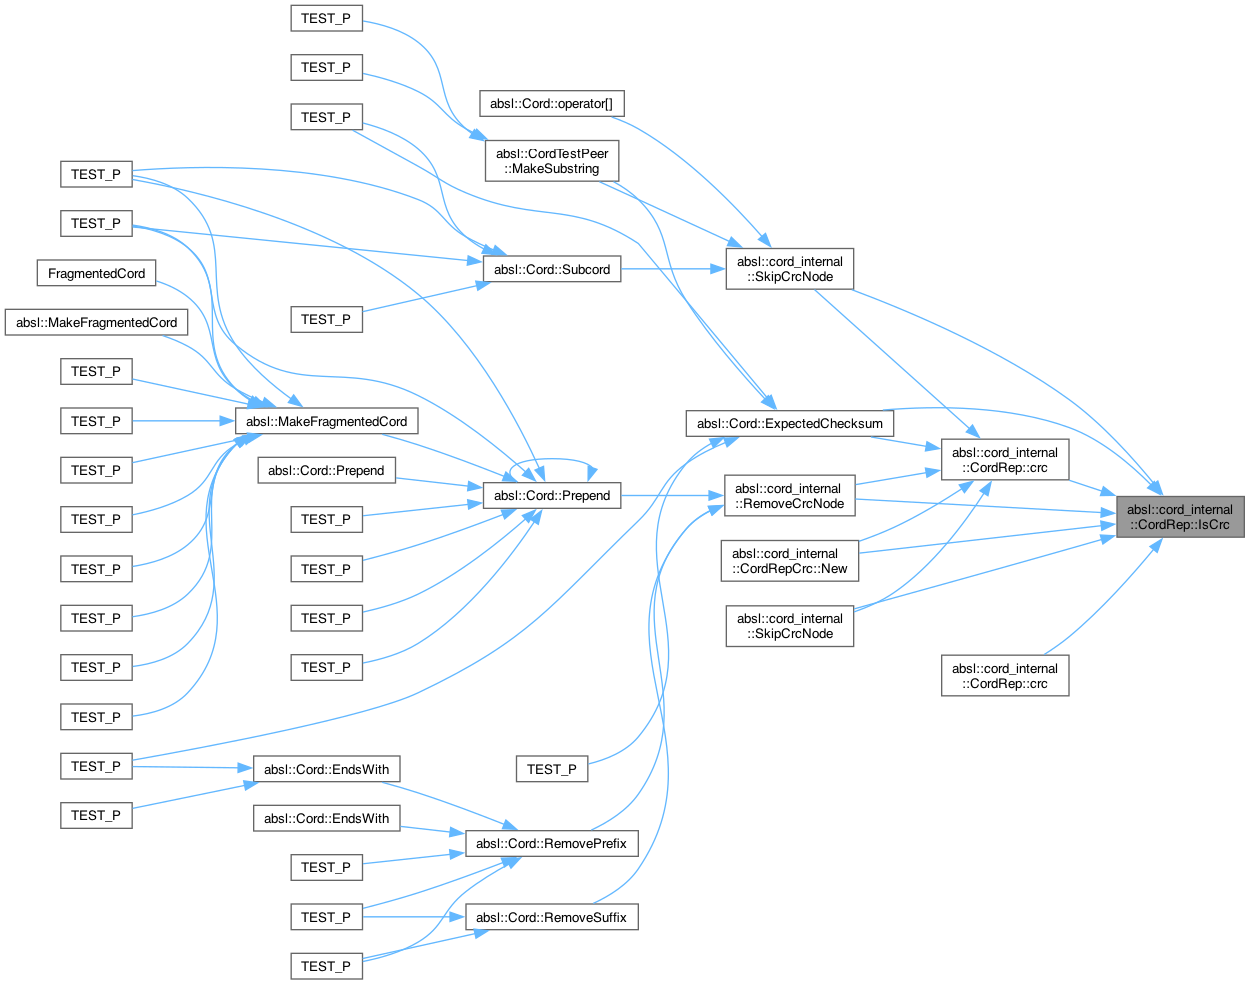 TEST_P
TEST_P
absl::Cord::operator[]
TEST_P
absl::CordTestPeer
::MakeSubstring
TEST_P
TEST_P
absl::cord_internal
::SkipCrcNode
absl::Cord::Subcord
FragmentedCord
TEST_P
absl::MakeFragmentedCord
TEST_P
TEST_P
absl::MakeFragmentedCord
absl::Cord::ExpectedChecksum
absl::cord_internal
::CordRep::crc
TEST_P
absl::Cord::Prepend
absl::Cord::Prepend
absl::cord_internal
::RemoveCrcNode
absl::cord_internal
::CordRep::IsCrc
TEST_P
TEST_P
absl::cord_internal
::CordRepCrc::New
TEST_P
TEST_P
TEST_P
TEST_P
absl::cord_internal
::SkipCrcNode
TEST_P
TEST_P
absl::cord_internal
::CordRep::crc
TEST_P
TEST_P
absl::Cord::EndsWith
TEST_P
TEST_P
absl::Cord::EndsWith
absl::Cord::RemovePrefix
TEST_P
TEST_P
absl::Cord::RemoveSuffix
TEST_P